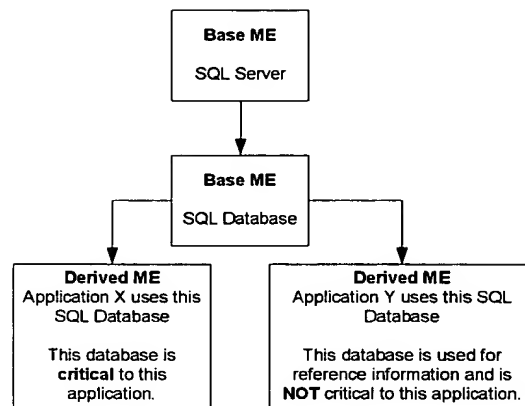 Base ME
SQL Server
Base ME
SQL Database
Derived ME
Application X uses this
SQL Database
This database is
critical to this
application.
Derived ME
Application Y uses this SQL
Database
This database is used for
reference information and is
NOT critical to this application.